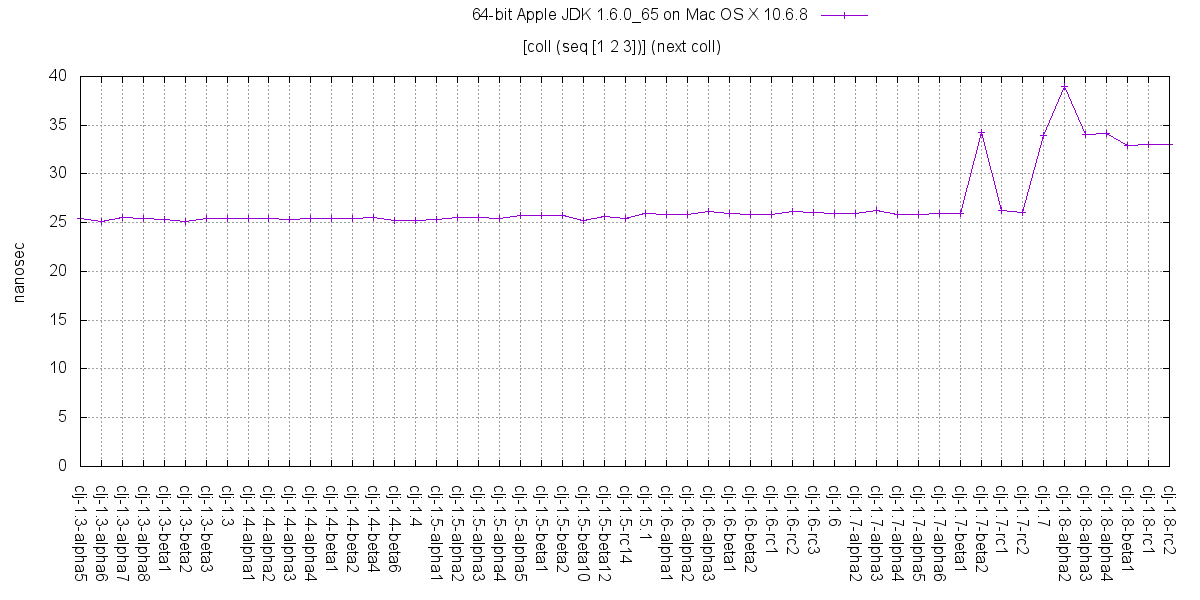 64-bit Apple JDK 1.6.0_65 on Mac OS X 10.6.8
[coll (seq [1 2 3])] (next coll)
nanosec
40
35
30
25
20
15
10
5
0
clj-1.3-alpha5
clj-1.3-alpha6
clj-1.3-alpha7
clj-1.3-alpha8
clj-1.3-beta1
clj-1.3-beta2
clj-1.3-beta3
clj-1.3
clj-1.4-alpha1
clj-1.4-alpha2
clj-1.4-alpha3
clj-1.4-alpha4
clj-1.4-beta1
clj-1.4-beta2
clj-1.4-beta4
clj-1.4-beta6
clj-1.4
clj-1.5-alpha1
clj-1.5-alpha2
clj-1.5-alpha3
clj-1.5-alpha4
clj-1.5-alpha5
clj-1.5-beta1
clj-1.5-beta2
clj-1.5-beta10
clj-1.5-beta12
clj-1.5-rc14
clj-1.5.1
clj-1.6-alpha1
clj-1.6-alpha2
clj-1.6-alpha3
clj-1.6-beta1
clj-1.6-beta2
clj-1.6-rc1
clj-1.6-rc2
clj-1.6-rc3
clj-1.6
clj-1.7-alpha2
clj-1.7-alpha3
clj-1.7-alpha4
clj-1.7-alpha5
clj-1.7-alpha6
clj-1.7-beta1
clj-1.7-beta2
clj-1.7-rc1
clj-1.7-rc2
clj-1.7
clj-1.8-alpha2
clj-1.8-alpha3
clj-1.8-alpha4
clj-1.8-beta1
clj-1.8-rc1
clj-1.8-rc2